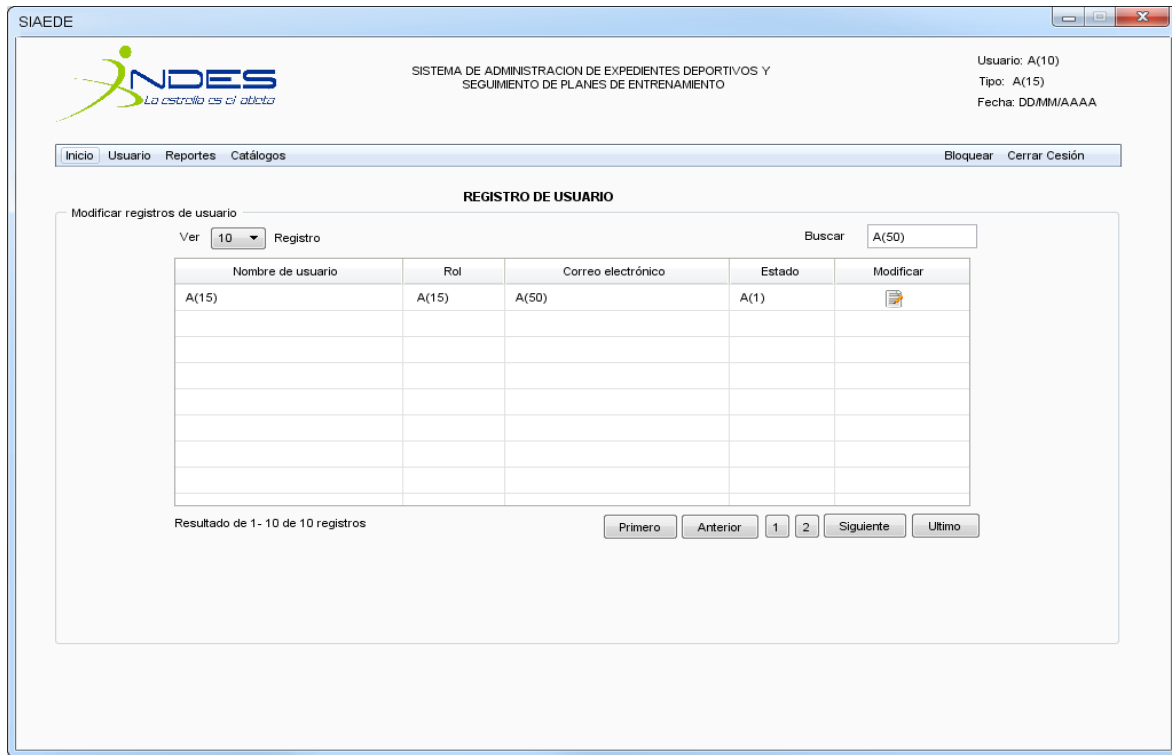 SIAEDE
INDES
La estrella es el atleta
SISTEMA DE ADMINISTRACION DE EXPEDIENTES DEPORTIVOS Y
SEGUIMIENTO DE PLANES DE ENTRENAMIENTO
Usuario: A(10)
Tipo: A(15)
Fecha: DD/MM/AAAA
Inicio Usuario Reportes Catálogos Bloquear Cerrar Cesión
REGISTRO DE USUARIO
Modificar registros de usuario
Ver 10 Registro Buscar A(50)
Nombre de usuario Rol Correo electrónico Estado Modificar
A(15) A(15) A(50) A(1)
Resultado de 1- 10 de 10 registros Primero Anterior 1 2 Siguiente Ultimo